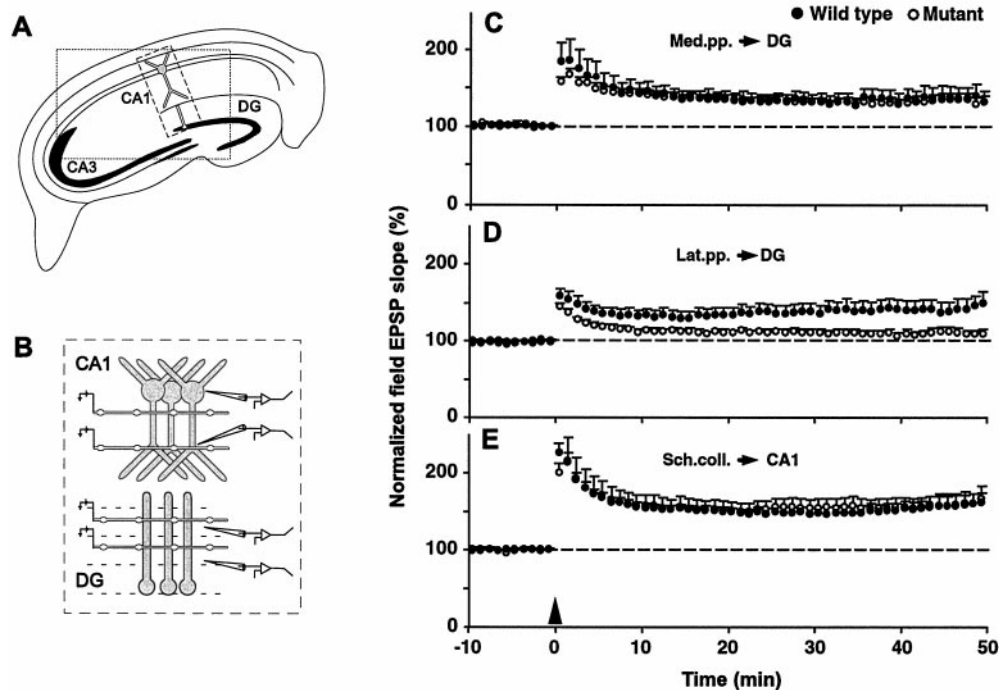 A
CA1
DG
CA3
B
CA1
DG
Wild type Mutant
C
Med.pp. DG
200
100
0
D
Lat.pp. DG
200
100
0
E
Sch.coll. CA1
200
100
0
Normalized field EPSP slope (%)
-10 0 10 20 30 40 50
Time (min)